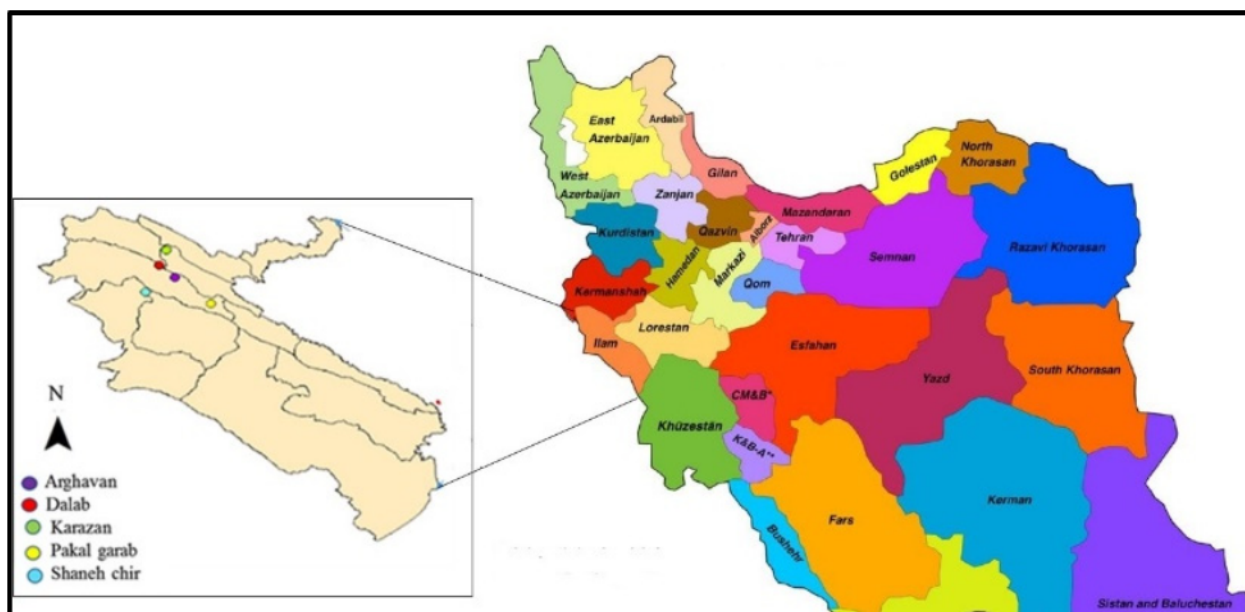 East
Azerbaijan
Ardabil
West
Azerbaijan
Gilan
Zanjan
Golestan
North
Khorasan
Mazandaran
Kurdistan
Qazvin
Alborz
Tehran
Semnan
Razavi Khorasan
Hamedan
Markazi
Qom
Kermanshah
Lorestan
Ilam
Esfahan
Yazd
South Khorasan
CM&B*
Khüzestán
K&B-A**
Kerman
Fars
Bushehr
Sistan and Baluchestan
N
Arghavan
Dalab
Karazan
Pakal garab
Shaneh chir